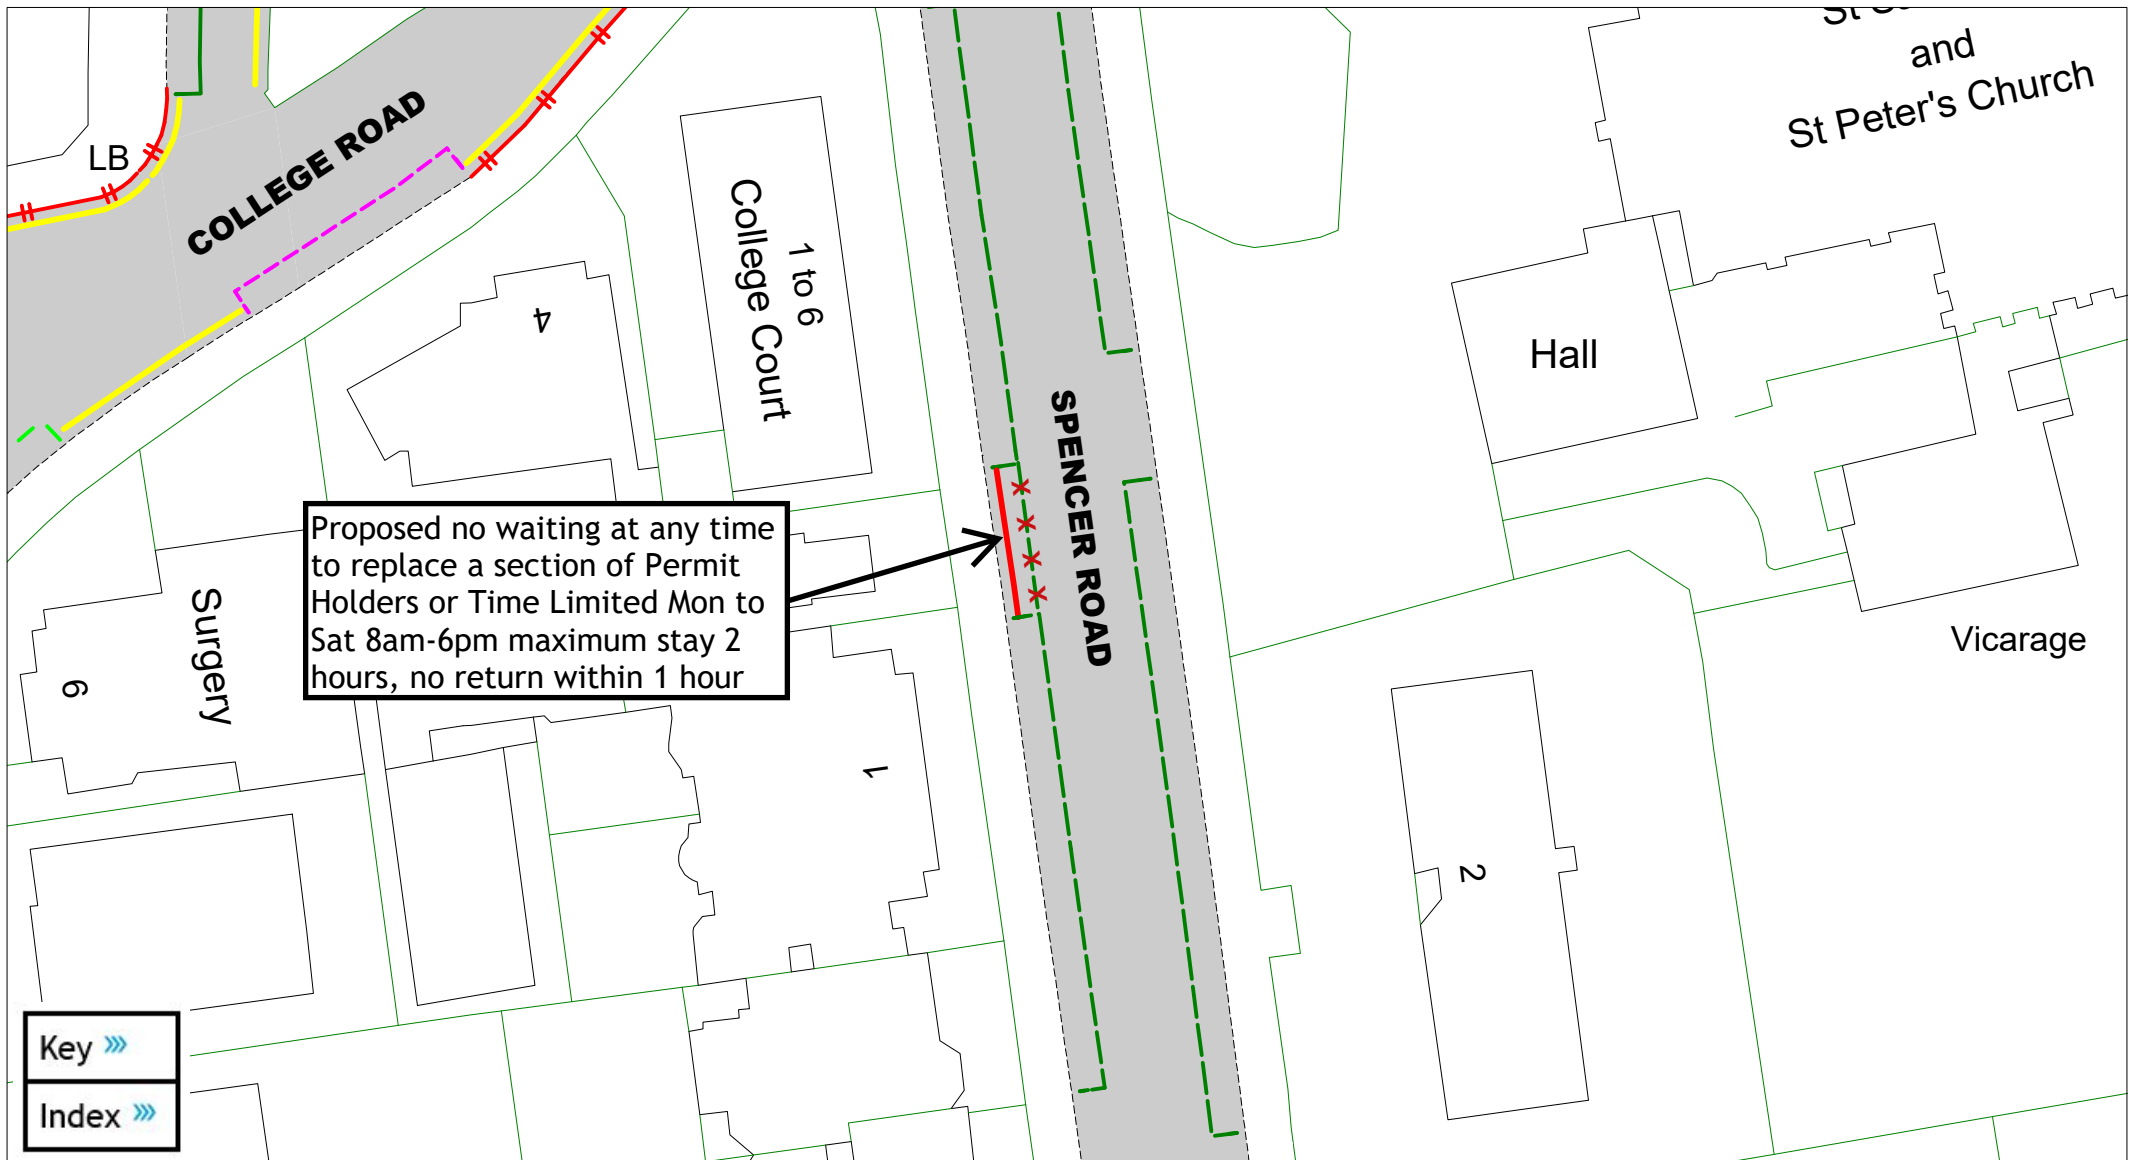 and
St Peter's Church
LB
COLLEGE ROAD
1 to 6
College Court
4
Hall
SPENCER ROAD
Proposed no waiting at any time
to replace a section of Permit
Holders or Time Limited Mon to
Sat 8am-6pm maximum stay 2
hours, no return within 1 hour
Surgery
6
Vicarage
1
2
Key »»
Index »»